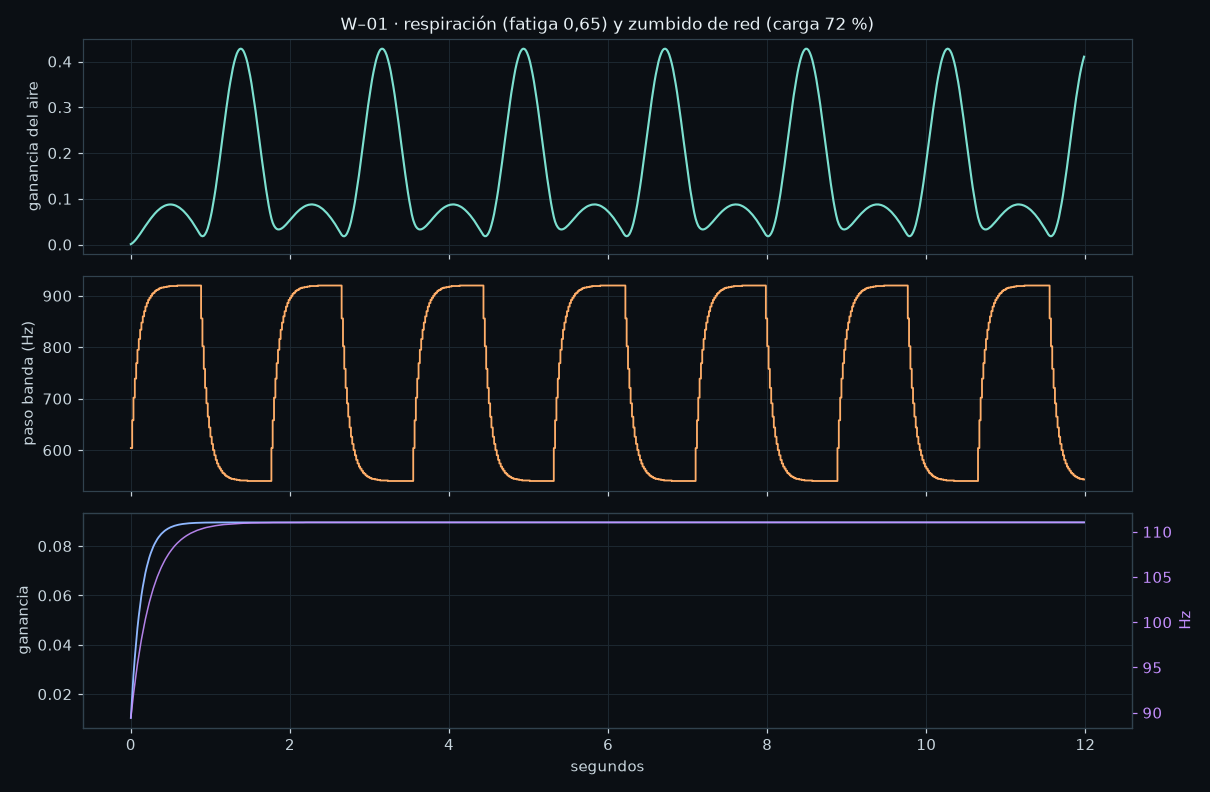 W–01 · respiración (fatiga 0,65) y zumbido de red (carga 72 %)
ganancia del aire
0.4
0.3
0.2
0.1
0.0
paso banda (Hz)
900
800
700
600
ganancia
0.08
0.06
0.04
0.02
110
105
100
95
90
Hz
0 2 4 6 8 10 12
segundos